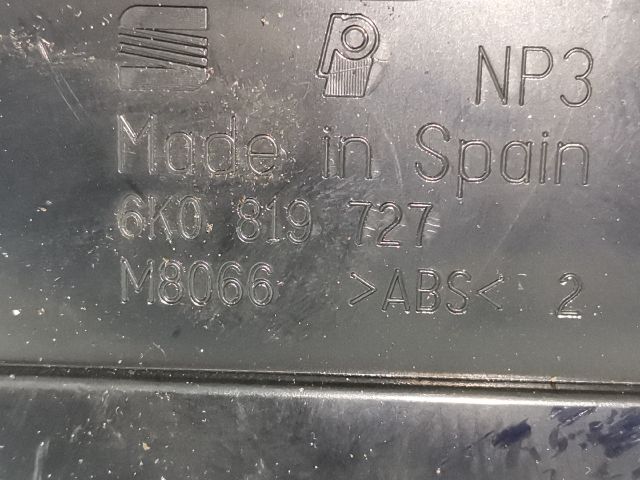 NP3
Made in Spain
6K0 819 727
M8066 >ABS< 2